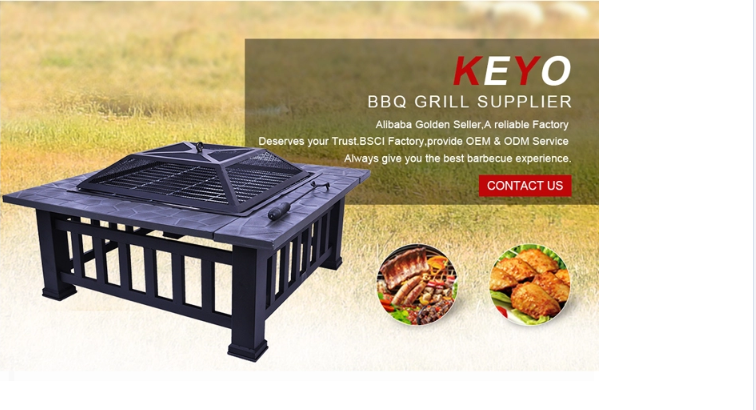 KEYO
BBQ GRILL SUPPLIER
Alibaba Golden Seller,A reliable Factory
Deserves your Trust,BSCI Factory,provide OEM & ODM Service
Always give you the best barbecue experience.
CONTACT US